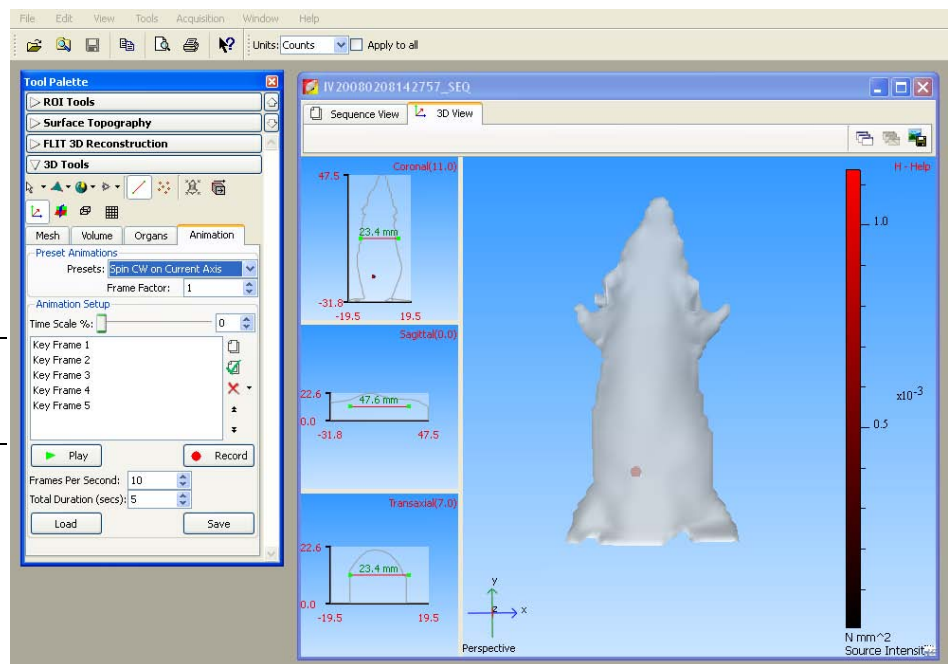 File Edit View Tools Acquisition Window Help
Units: Counts Apply to all
Tool Palette
ROI Tools
Surface Topography
FLIT 3D Reconstruction
3D Tools
Mesh Volume Organs Animation
Preset Animations
Presets: Spin CW on Current Axis
Frame Factor: 1
Animation Setup
Time Scale %: 0
Key Frame 1
Key Frame 2
Key Frame 3
Key Frame 4
Key Frame 5
Play Record
Frames Per Second: 10
Total Duration (secs): 5
Load Save
IV20080208142757_SEQ
Sequence View 3D View
Coronal(11.0)
47.5
23.4 mm
-31.8
-19.5 19.5
Sagittal(0.0)
22.6
47.6 mm
0.0
-31.8 47.5
Transaxial(7.0)
22.6
23.4 mm
0.0
-19.5 19.5
H - Help
1.0
x10-3
0.5
y
z x
Perspective
N mm^2